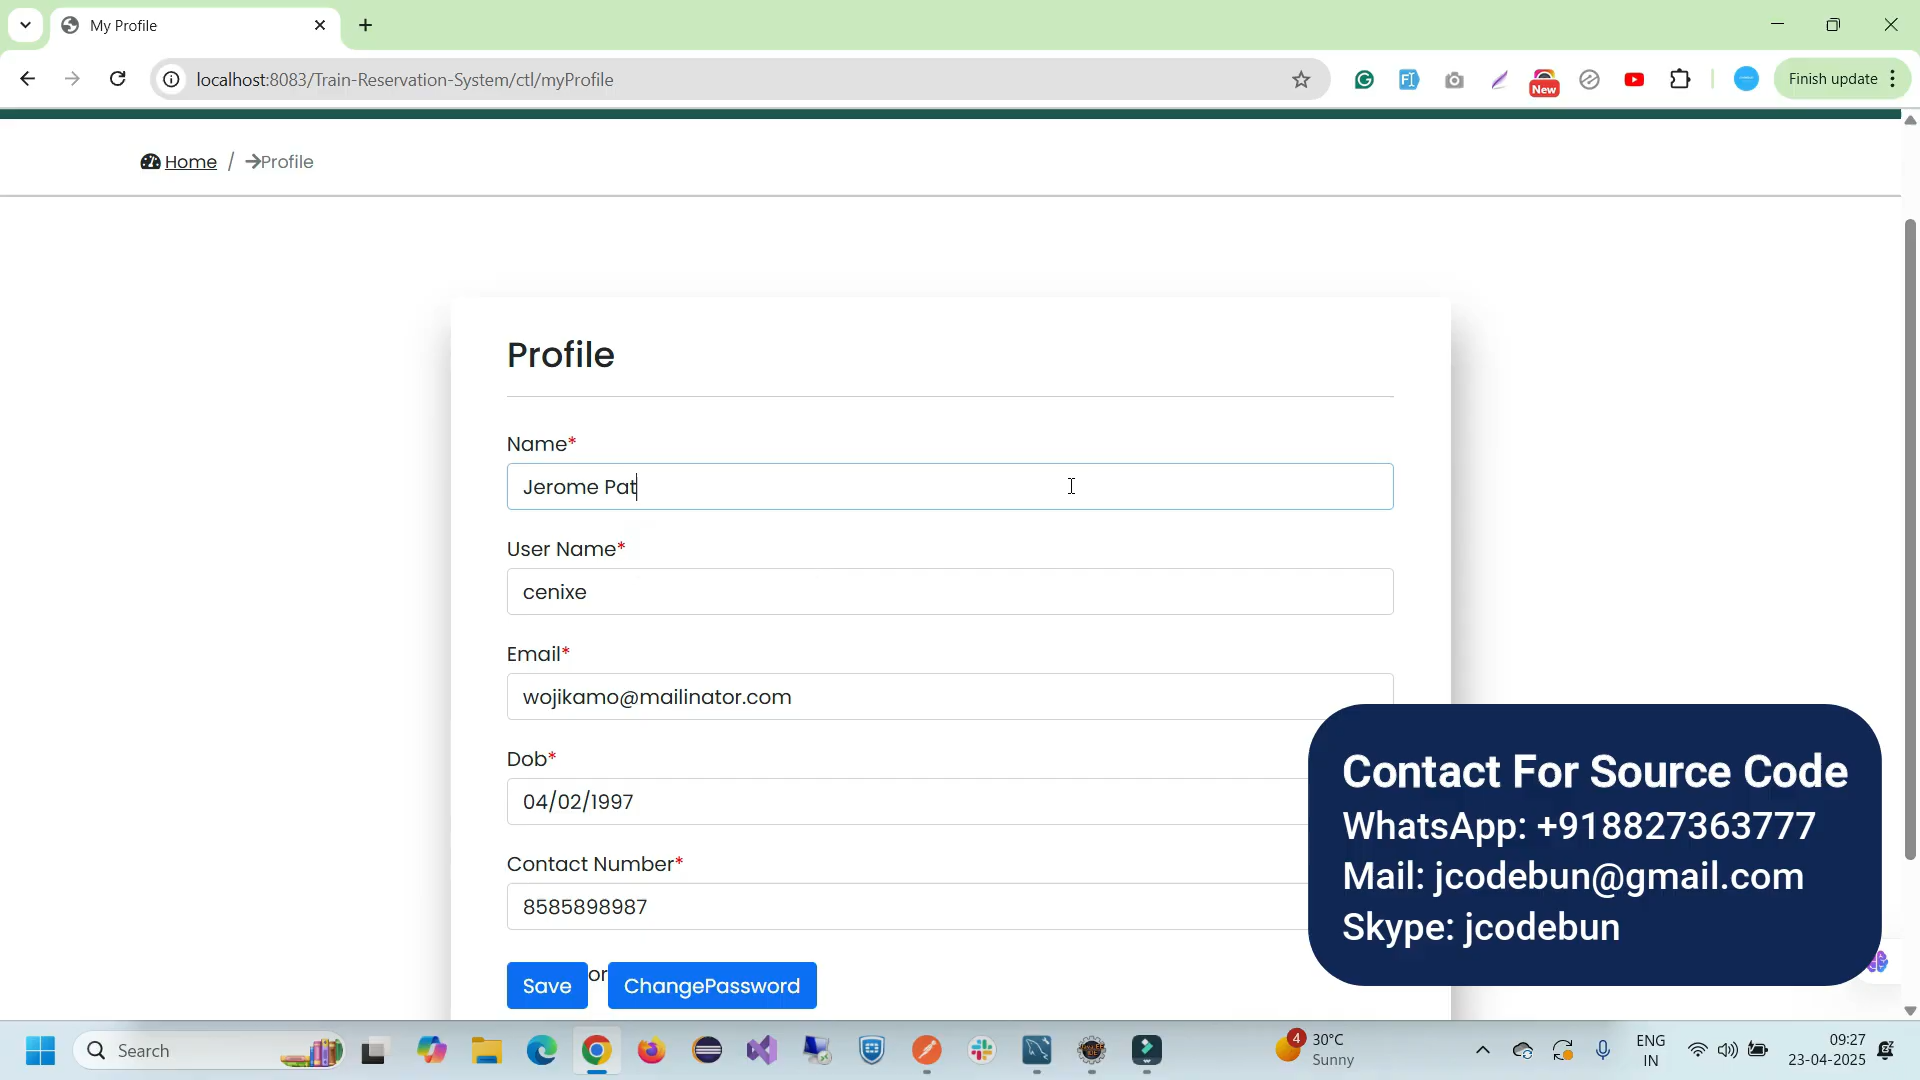 My Profile
localhost:8083/Train-Reservation-System/ctl/myProfile
New
Finish update
Home / Profile
Profile
Name*
Jerome Pat
User Name*
cenixe
Email*
wojikamo@mailinator.com
Dob*
04/02/1997
Contact Number*
8585898987
Save or ChangePassword
Contact For Source Code
WhatsApp: +918827363777
Mail: jcodebun@gmail.com
Skype: jcodebun
Search
4
30°C
Sunny
ENG
IN
09:27
23-04-2025